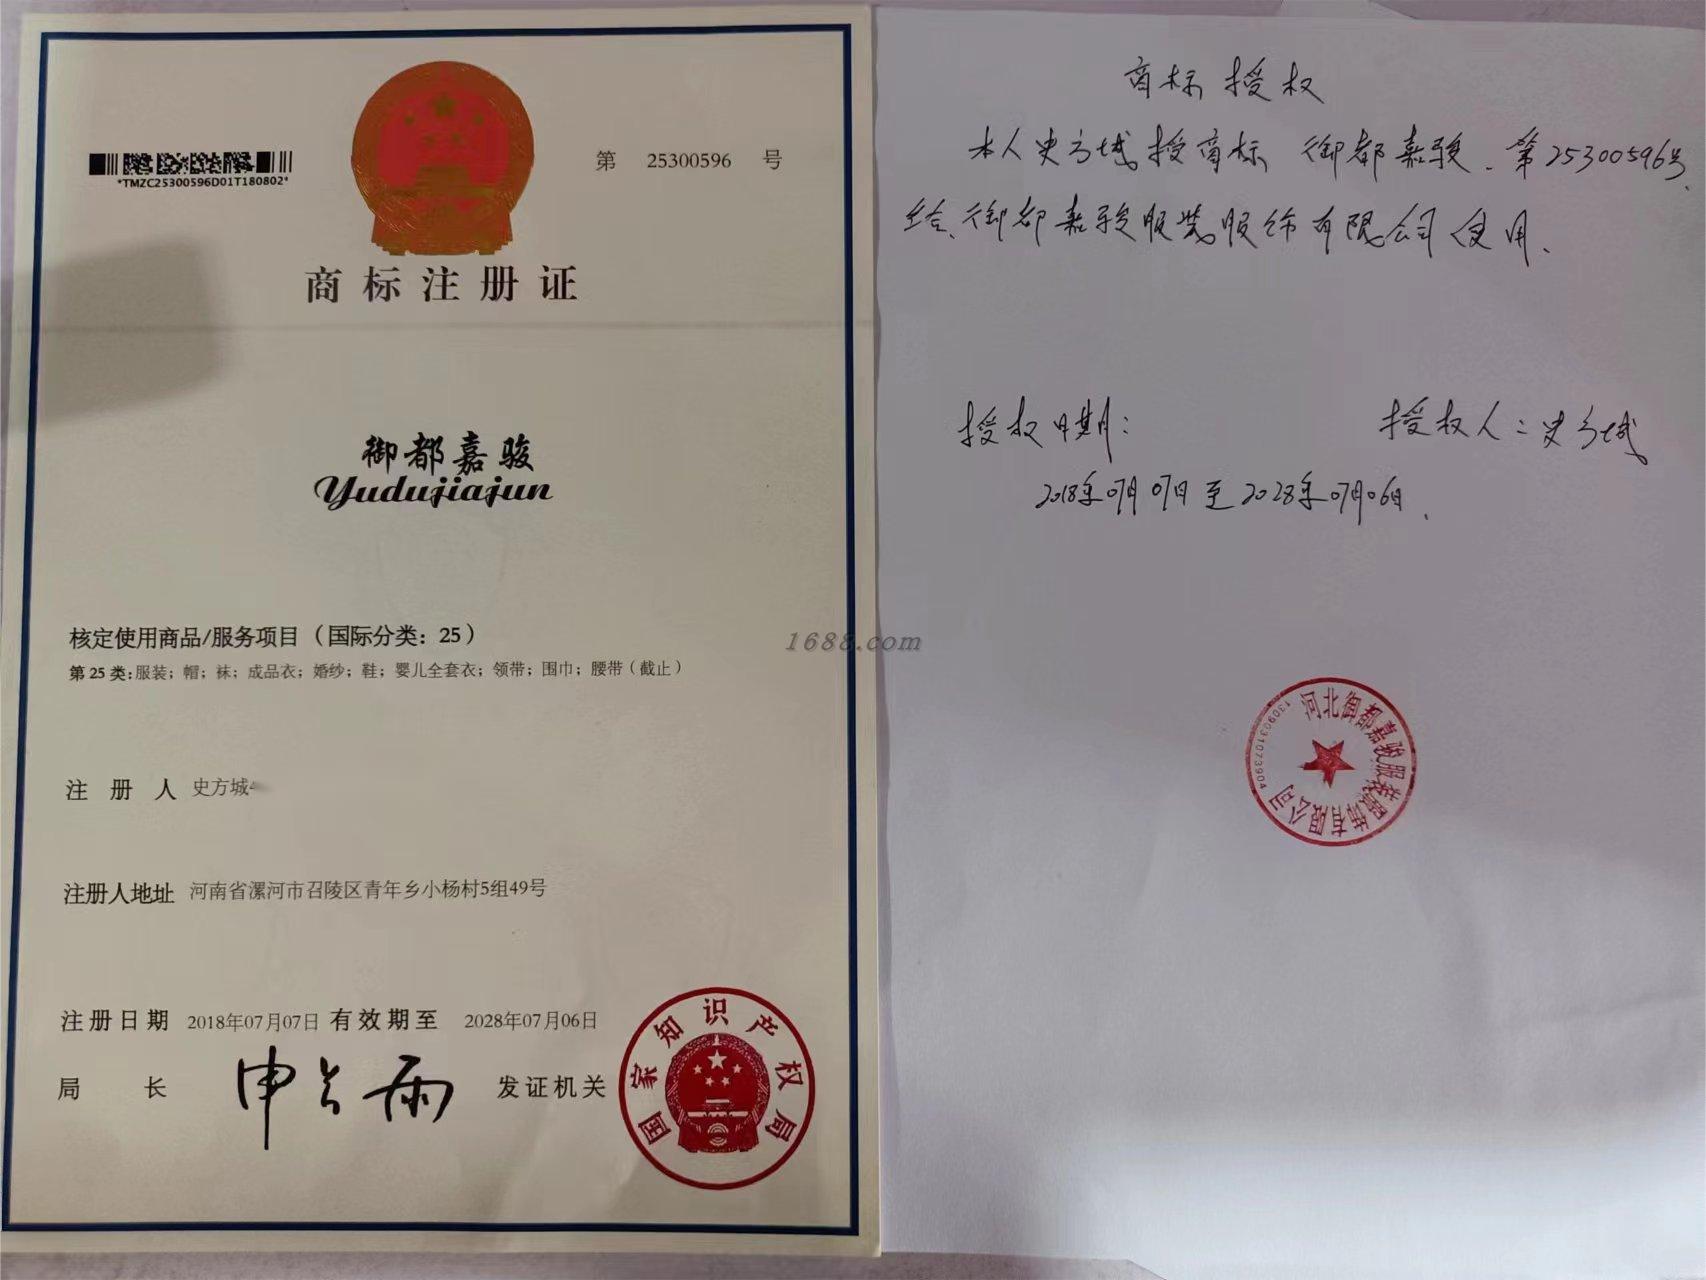 *TMZC25300596D01T180802*
第 25300596 号
商标注册证
御都嘉骏
Yudujiajun
核定使用商品/服务项目（国际分类：25）
第25类：服装；帽；袜；成品衣；婚纱；鞋；婴儿全套衣；领带；围巾；腰带（截止）
注册人 史方城
注册人地址 河南省漯河市召陵区青年乡小杨村5组49号
注册日期 2018年07月07日 有效期至 2028年07月06日
局长 申长雨 发证机关
国家知识产权局
商标授权
本人史方城授商标 御都嘉骏、第25300596号、
给、御都嘉骏服装服饰有限公司使用、
授权日期： 授权人：史方城
2018年07月07日至2028年07月06日、
1688.com
河北御都嘉骏服装服饰有限公司
1309031073904